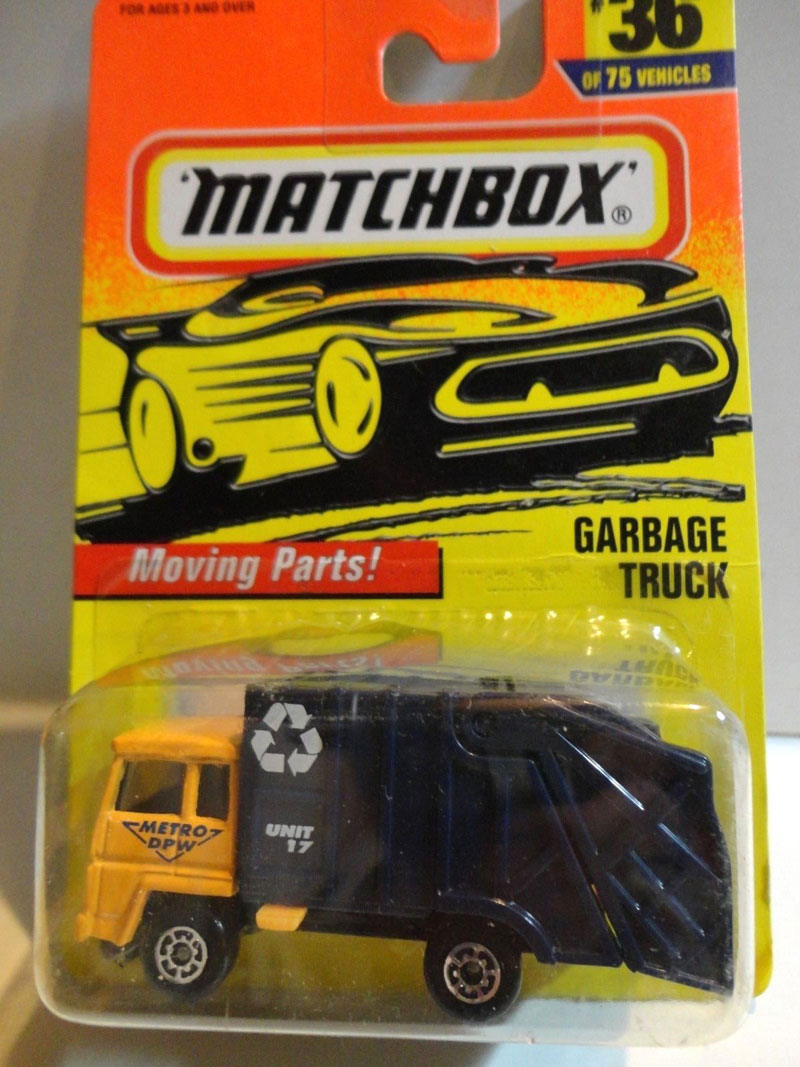 FOR AGES 3 AND OVER
#36
OF 75 VEHICLES
'MATCHBOX'®
GARBAGE
TRUCK
Moving Parts!
UNIT
17
METRO
DPW